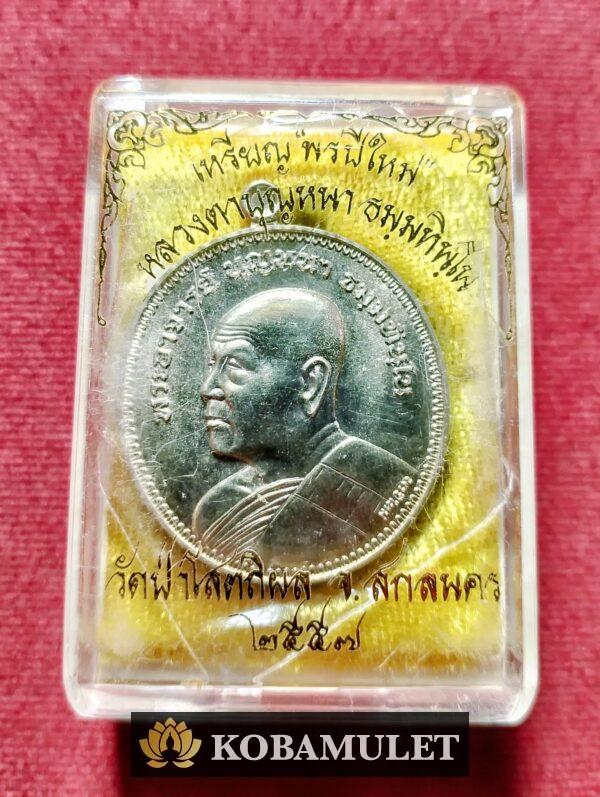 เหรียญ "พรปีใหม่"
หลวงตาบุญหนา ธมฺมทินฺโน
พระอาจารย์ บุญหนา ธมฺมทินฺโน
วัดป่าโสตถิผล จ. สกลนคร
๒๕๕๗
KOBAMULET